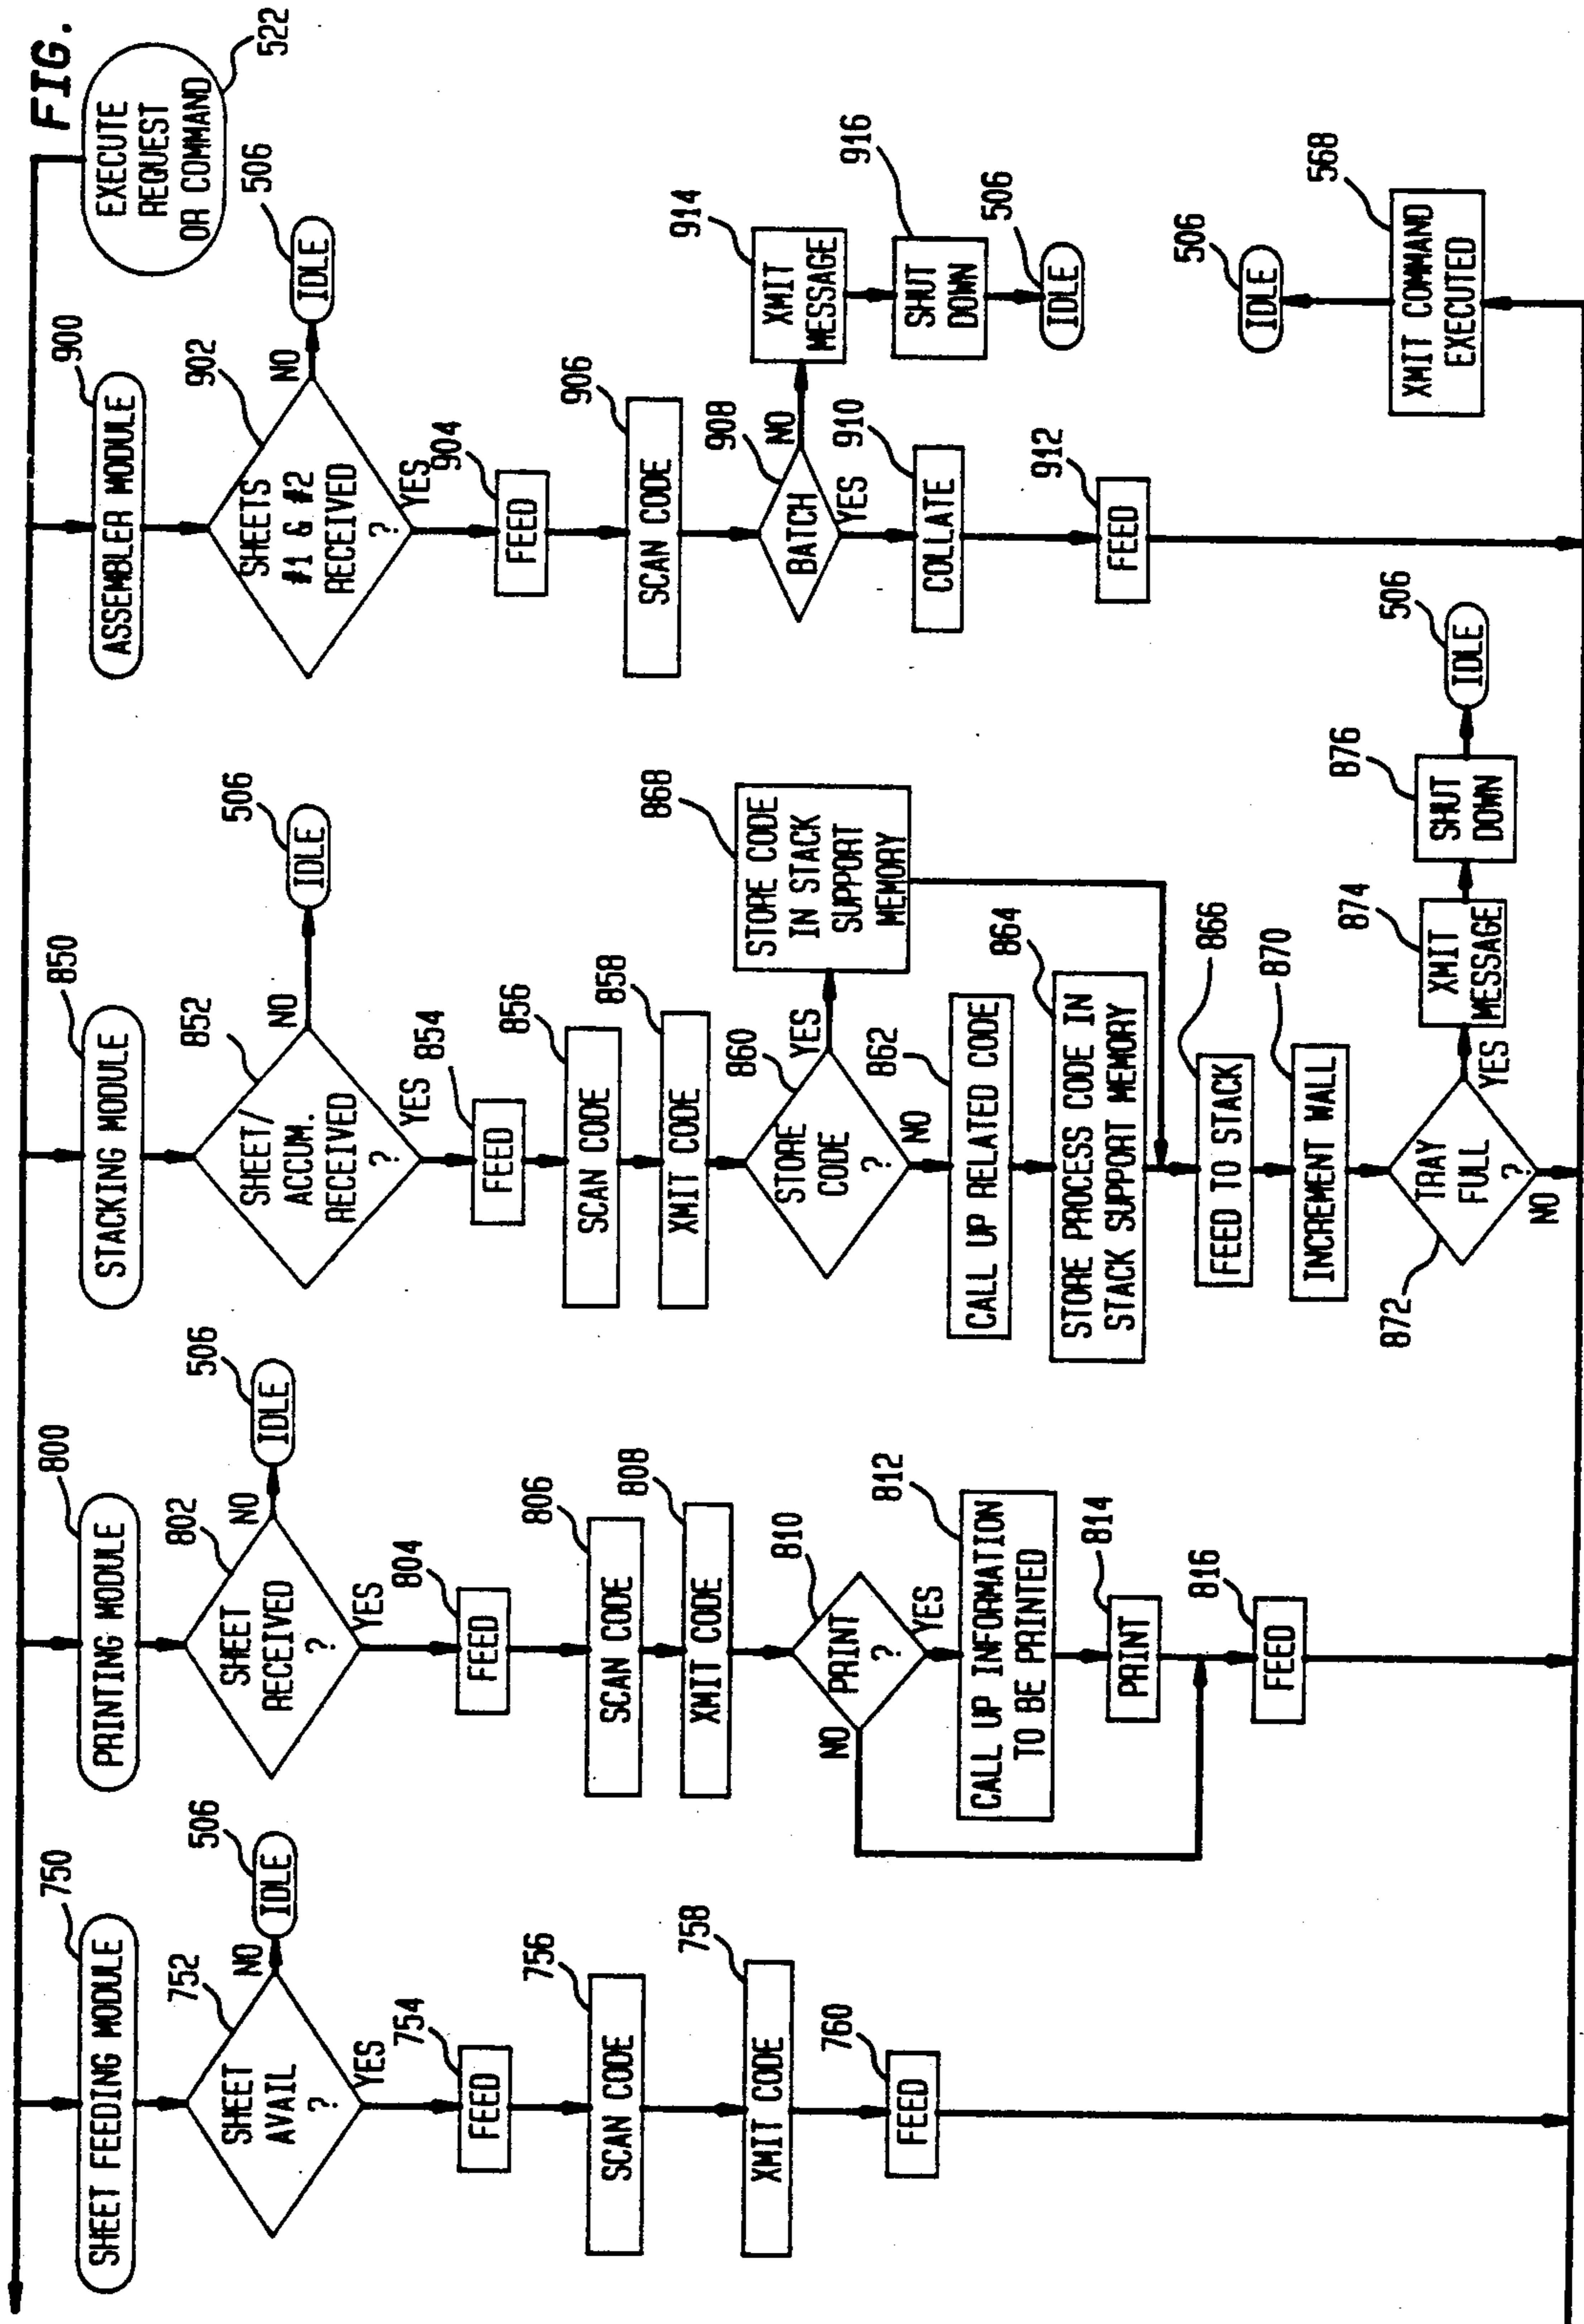 FIG.
EXECUTE
REQUEST
OR COMMAND
522
SHEET FEEDING MODULE
750
SHEET
AVAIL
?
752
NO
IDLE
506
YES
FEED
754
SCAN CODE
756
XMIT CODE
758
FEED
760
PRINTING MODULE
800
SHEET
RECEIVED
?
802
NO
IDLE
506
YES
FEED
804
SCAN CODE
806
XMIT CODE
808
PRINT
?
810
NO
YES
CALL UP INFORMATION
TO BE PRINTED
812
PRINT
814
FEED
816
STACKING MODULE
850
SHEET/
ACCUM.
RECEIVED
?
852
NO
IDLE
506
YES
FEED
854
SCAN CODE
856
XMIT CODE
858
STORE
CODE
?
860
YES
STORE CODE
IN STACK
SUPPORT
MEMORY
868
NO
CALL UP RELATED CODE
862
STORE PROCESS CODE IN
STACK SUPPORT MEMORY
864
FEED TO STACK
866
INCREMENT WALL
870
TRAY
FULL
?
872
YES
XMIT
MESSAGE
874
SHUT
DOWN
876
IDLE
506
NO
ASSEMBLER MODULE
900
SHEETS
#1 & #2
RECEIVED
?
902
NO
IDLE
506
YES
FEED
904
SCAN CODE
906
BATCH
908
NO
XMIT
MESSAGE
914
SHUT
DOWN
916
IDLE
506
YES
COLLATE
910
FEED
912
IDLE
506
XMIT COMMAND
EXECUTED
568